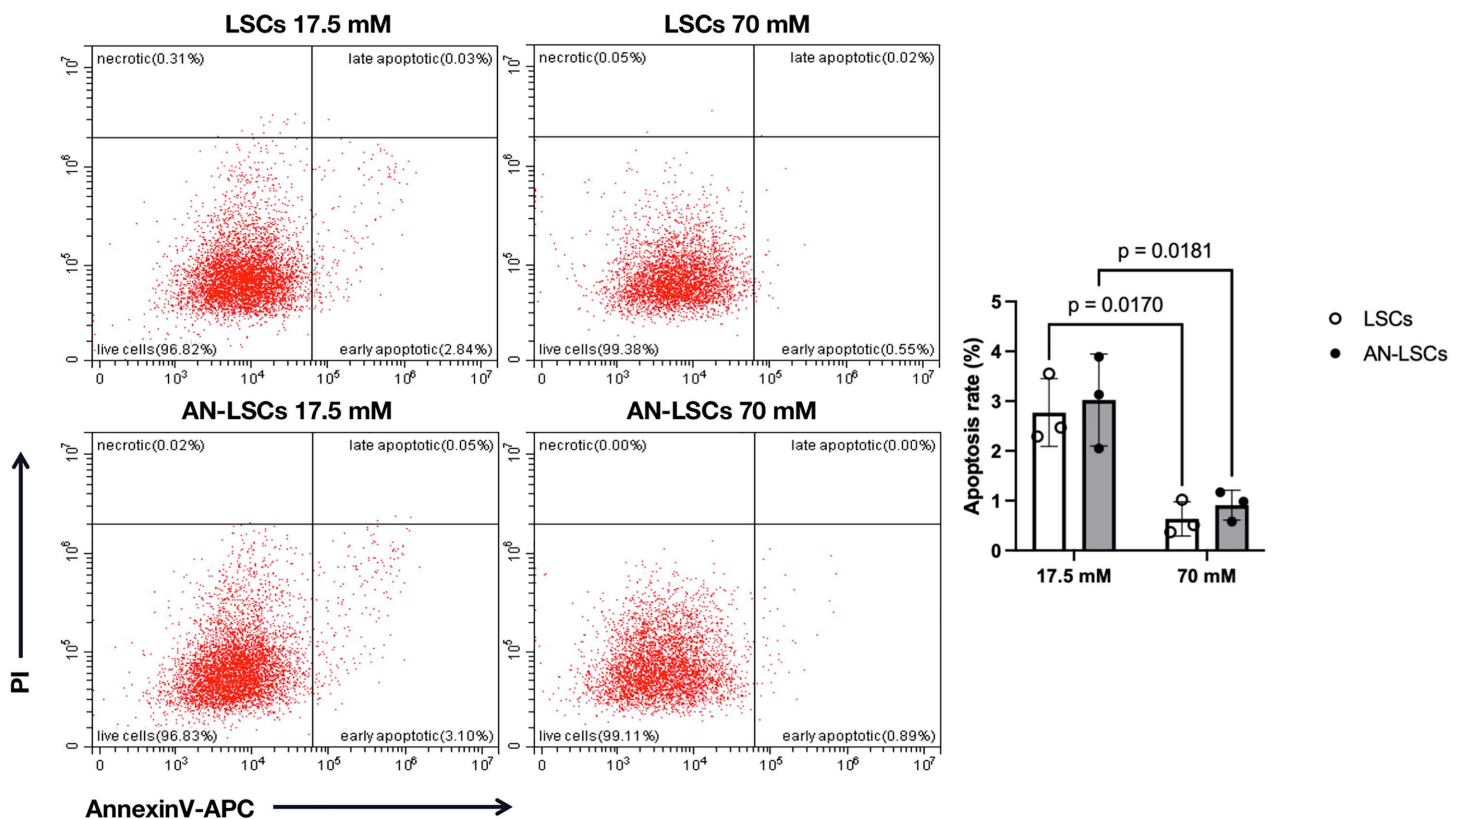 LSCs 17.5 mM
necrotic(0.31%) late apoptotic(0.03%)
10⁷
10⁶
10⁵
0
live cells(96.82%) early apoptotic(2.84%)
0 10³ 10⁴ 10⁵ 10⁶ 10⁷
LSCs 70 mM
necrotic(0.05%) late apoptotic(0.02%)
10⁷
10⁶
10⁵
0
live cells(99.38%) early apoptotic(0.55%)
0 10³ 10⁴ 10⁵ 10⁶ 10⁷
AN-LSCs 17.5 mM
necrotic(0.02%) late apoptotic(0.05%)
10⁷
10⁶
10⁵
0
live cells(96.83%) early apoptotic(3.10%)
0 10³ 10⁴ 10⁵ 10⁶ 10⁷
AN-LSCs 70 mM
necrotic(0.00%) late apoptotic(0.00%)
10⁷
10⁶
10⁵
0
live cells(99.11%) early apoptotic(0.89%)
0 10³ 10⁴ 10⁵ 10⁶ 10⁷
PI
AnnexinV-APC
p = 0.0181
p = 0.0170
Apoptosis rate (%)
5
4
3
2
1
0
17.5 mM 70 mM
LSCs
AN-LSCs